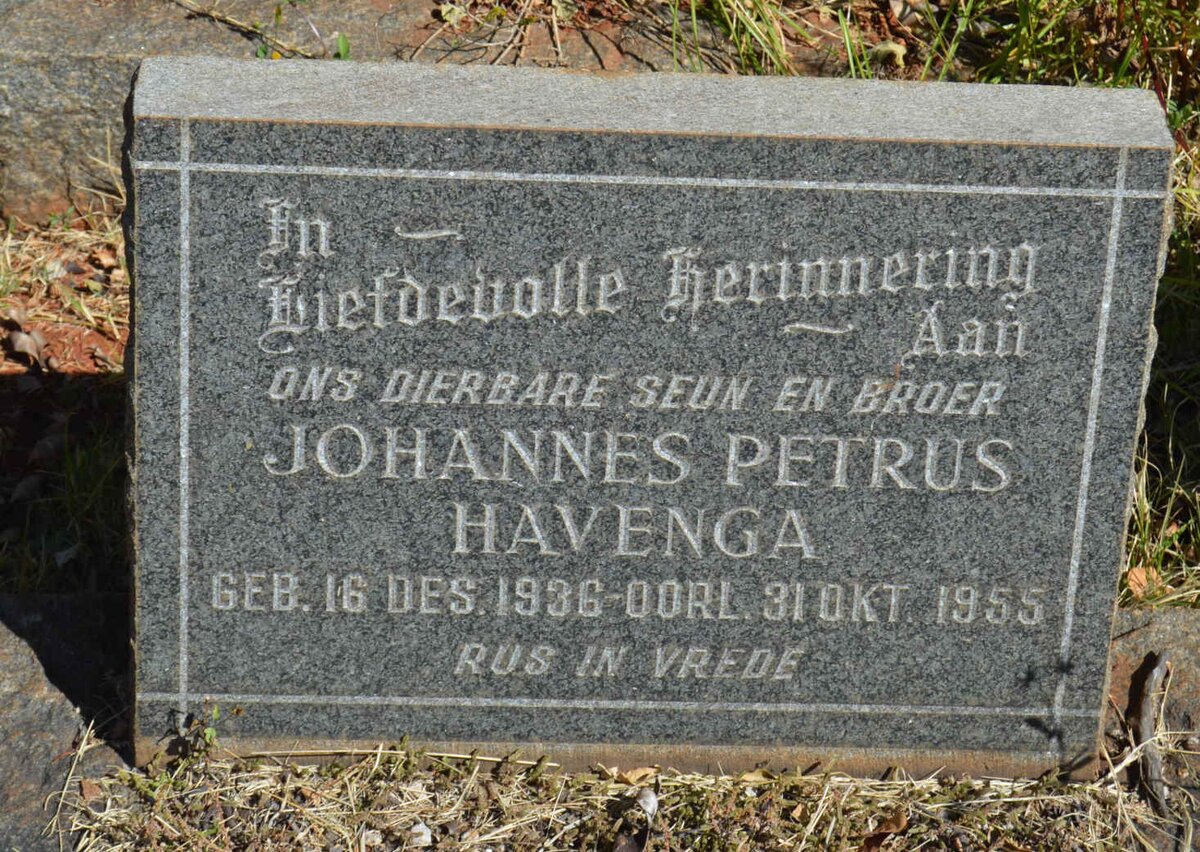 In
Liefdevolle Herinnering
Aan
ONS DIERBARE SEUN EN BROER
JOHANNES PETRUS
HAVENGA
GEB. 16 DES. 1936-OORL. 31 OKT. 1955
RUS IN VREDE